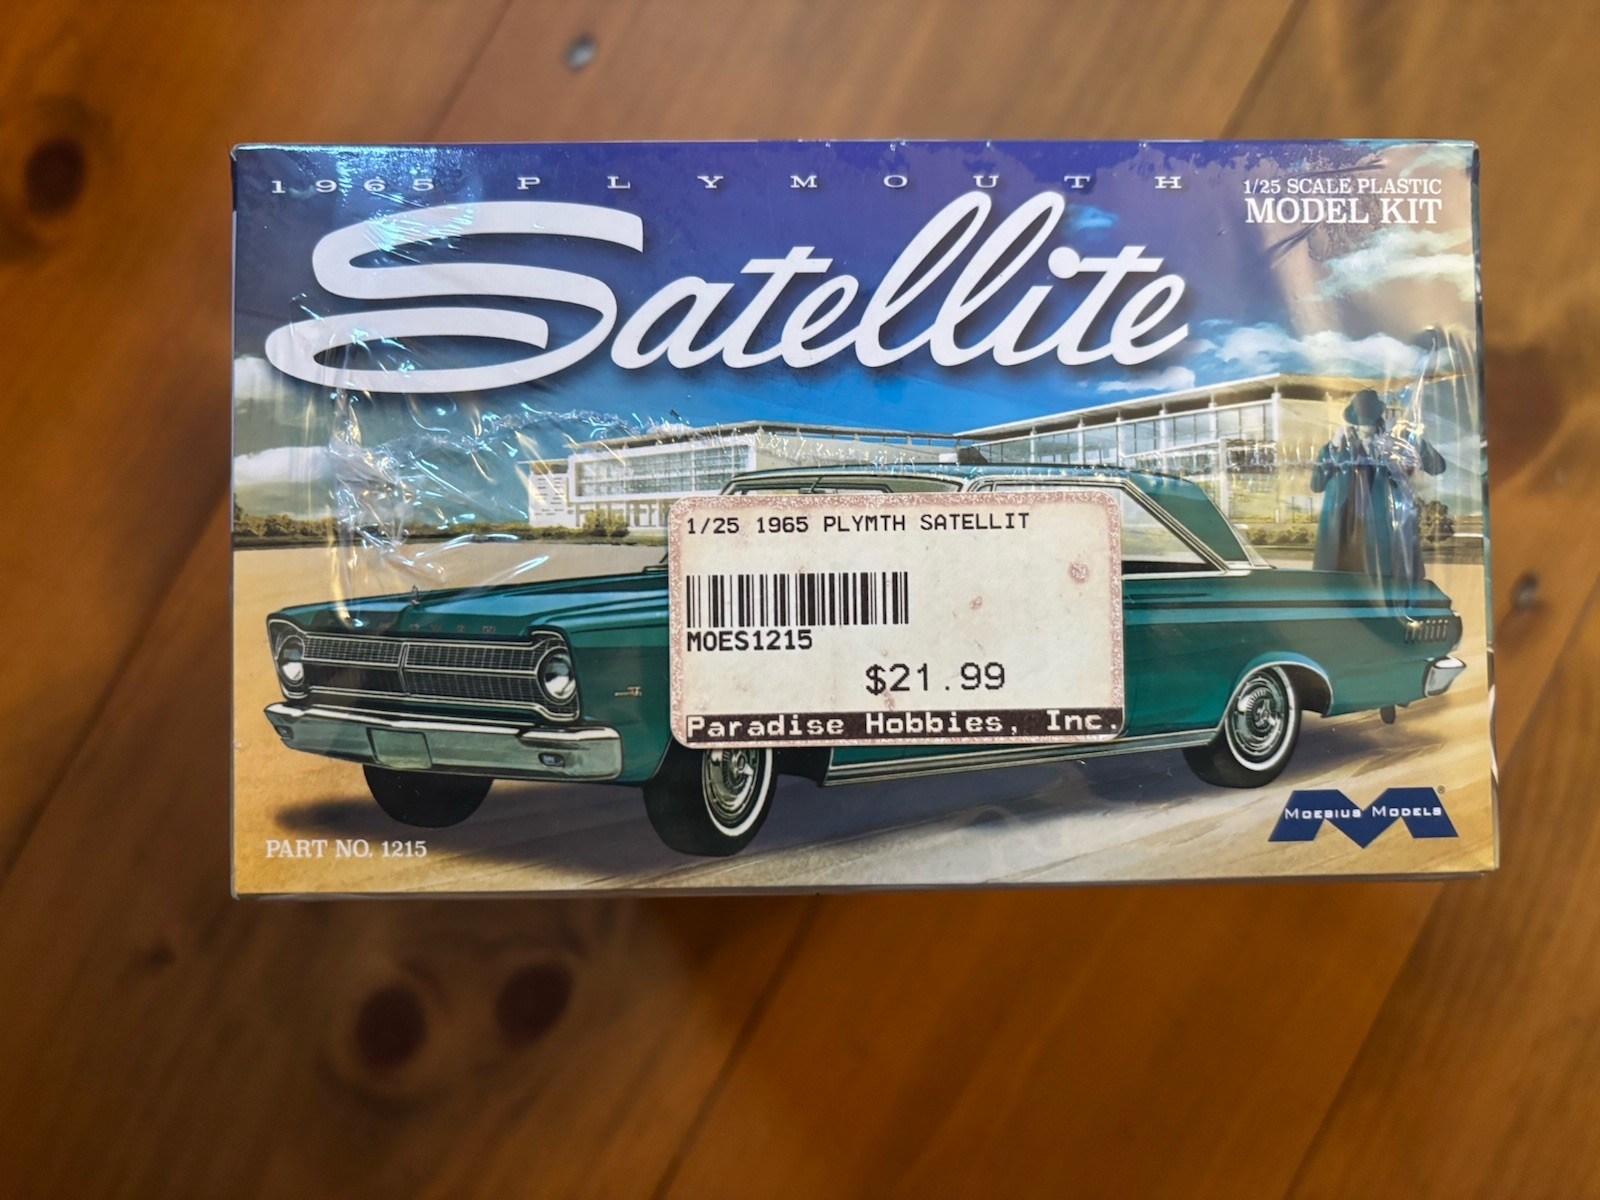 1965 PLYMOUTH
Satellite
1/25 SCALE PLASTIC
MODEL KIT
1/25 1965 PLYMTH SATELLIT
MOES1215
$21.99
Paradise Hobbies, Inc.
PART NO. 1215
MOEBIUS MODELS®